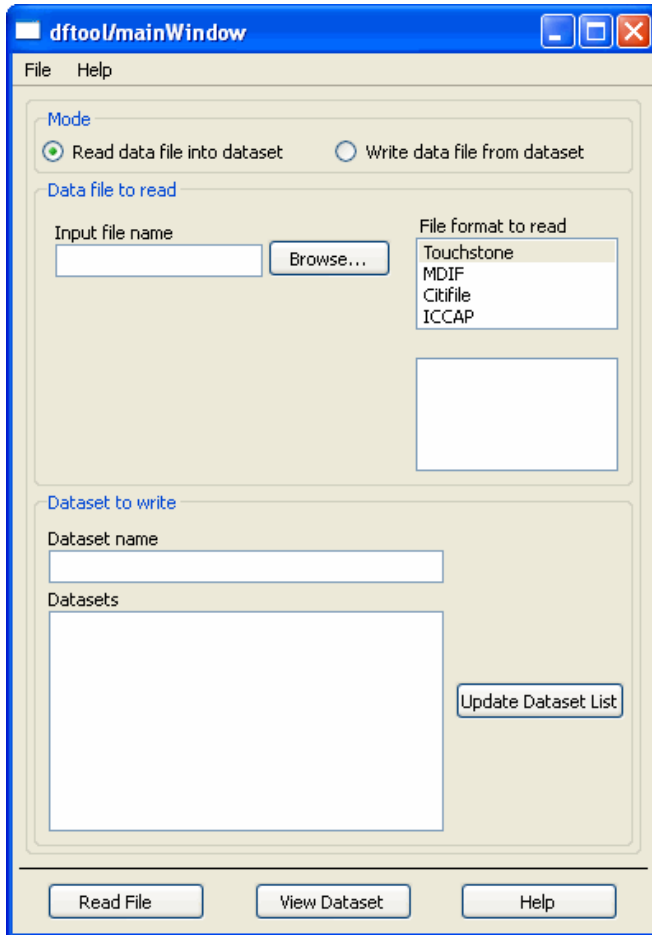 dftool/mainWindow
File Help
Mode
Read data file into dataset Write data file from dataset
Data file to read
Input file name
Browse...
File format to read
Touchstone
MDIF
Citifile
ICCAP
Dataset to write
Dataset name
Datasets
Update Dataset List
Read File View Dataset Help